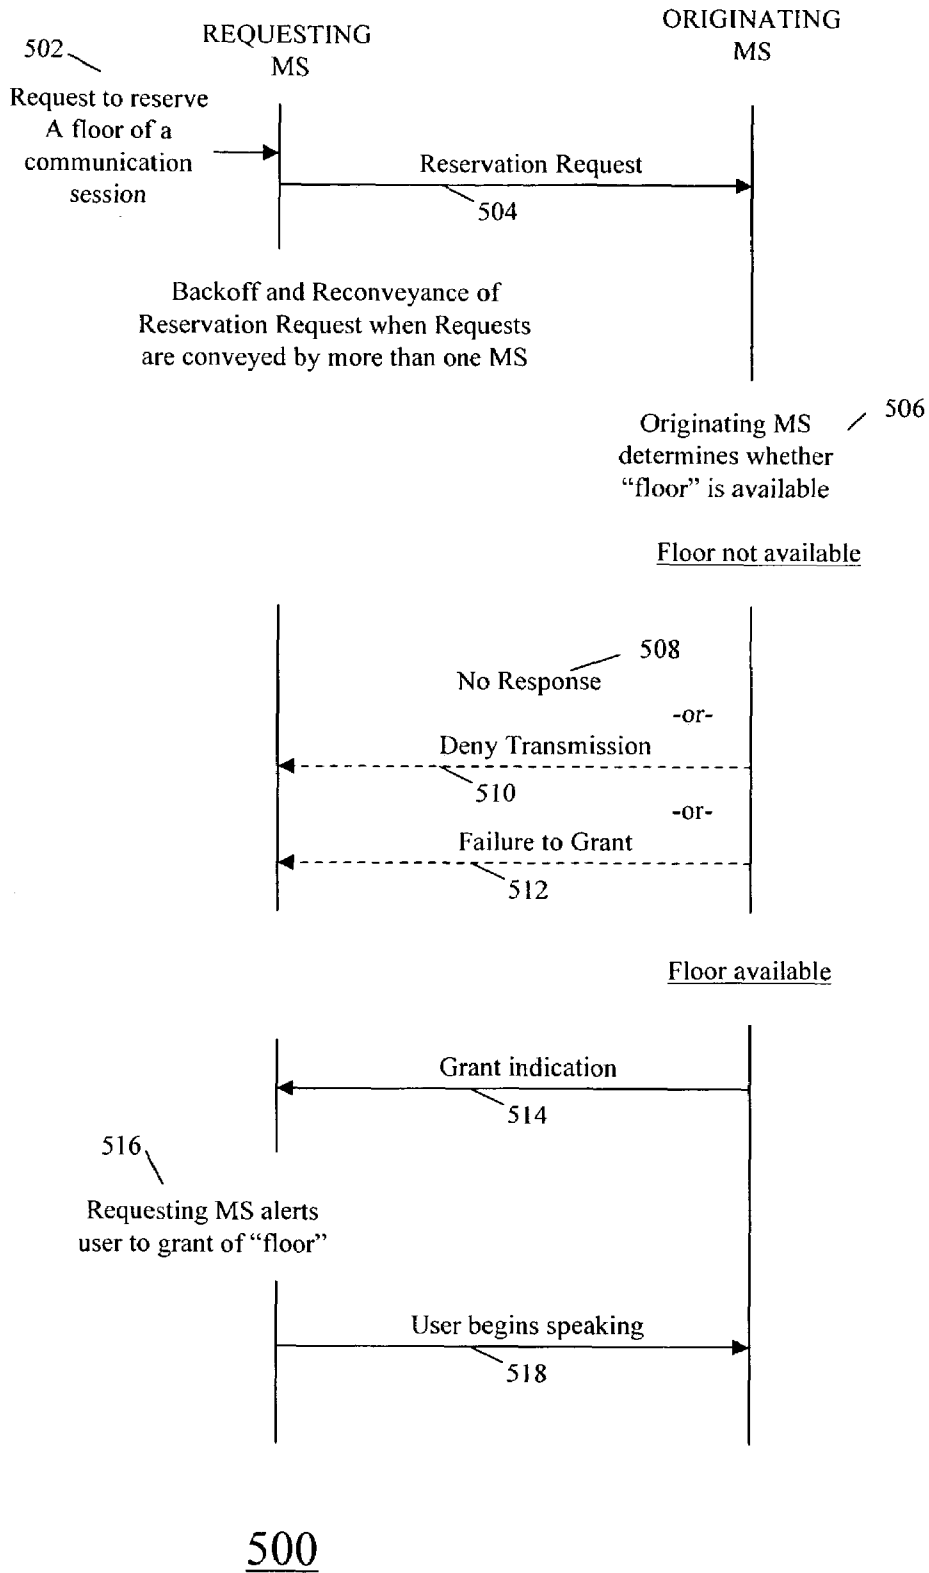 REQUESTING
MS
ORIGINATING
MS
502
Request to reserve
A floor of a
communication
session
Reservation Request
504
Backoff and Reconveyance of
Reservation Request when Requests
are conveyed by more than one MS
506
Originating MS
determines whether
“floor” is available
Floor not available
508
No Response
-or-
Deny Transmission
510
-or-
Failure to Grant
512
Floor available
Grant indication
514
516
Requesting MS alerts
user to grant of “floor”
User begins speaking
518
500